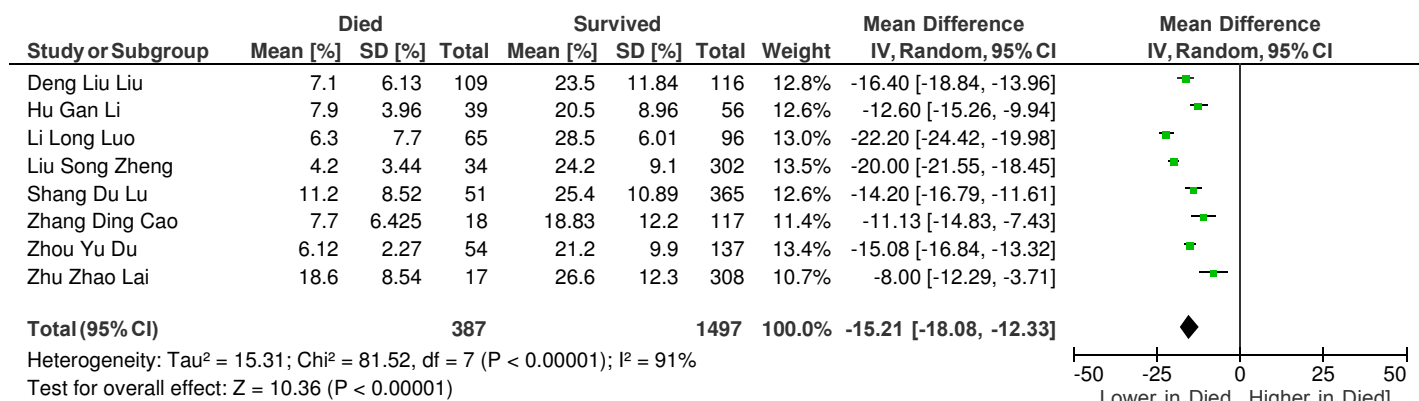 Died Survived Mean Difference Mean Difference
Study or Subgroup Mean [%] SD [%] Total Mean [%] SD [%] Total Weight IV, Random, 95% CI IV, Random, 95% CI
Deng Liu Liu 7.1 6.13 109 23.5 11.84 116 12.8% -16.40 [-18.84, -13.96]
Hu Gan Li 7.9 3.96 39 20.5 8.96 56 12.6% -12.60 [-15.26, -9.94]
Li Long Luo 6.3 7.7 65 28.5 6.01 96 13.0% -22.20 [-24.42, -19.98]
Liu Song Zheng 4.2 3.44 34 24.2 9.1 302 13.5% -20.00 [-21.55, -18.45]
Shang Du Lu 11.2 8.52 51 25.4 10.89 365 12.6% -14.20 [-16.79, -11.61]
Zhang Ding Cao 7.7 6.425 18 18.83 12.2 117 11.4% -11.13 [-14.83, -7.43]
Zhou Yu Du 6.12 2.27 54 21.2 9.9 137 13.4% -15.08 [-16.84, -13.32]
Zhu Zhao Lai 18.6 8.54 17 26.6 12.3 308 10.7% -8.00 [-12.29, -3.71]
Total (95% CI) 387 1497 100.0% -15.21 [-18.08, -12.33]
Heterogeneity: Tau² = 15.31; Chi² = 81.52, df = 7 (P < 0.00001); I² = 91%
-50 -25 0 25 50
Test for overall effect: Z = 10.36 (P < 0.00001)
Lower in Died Higher in Died]